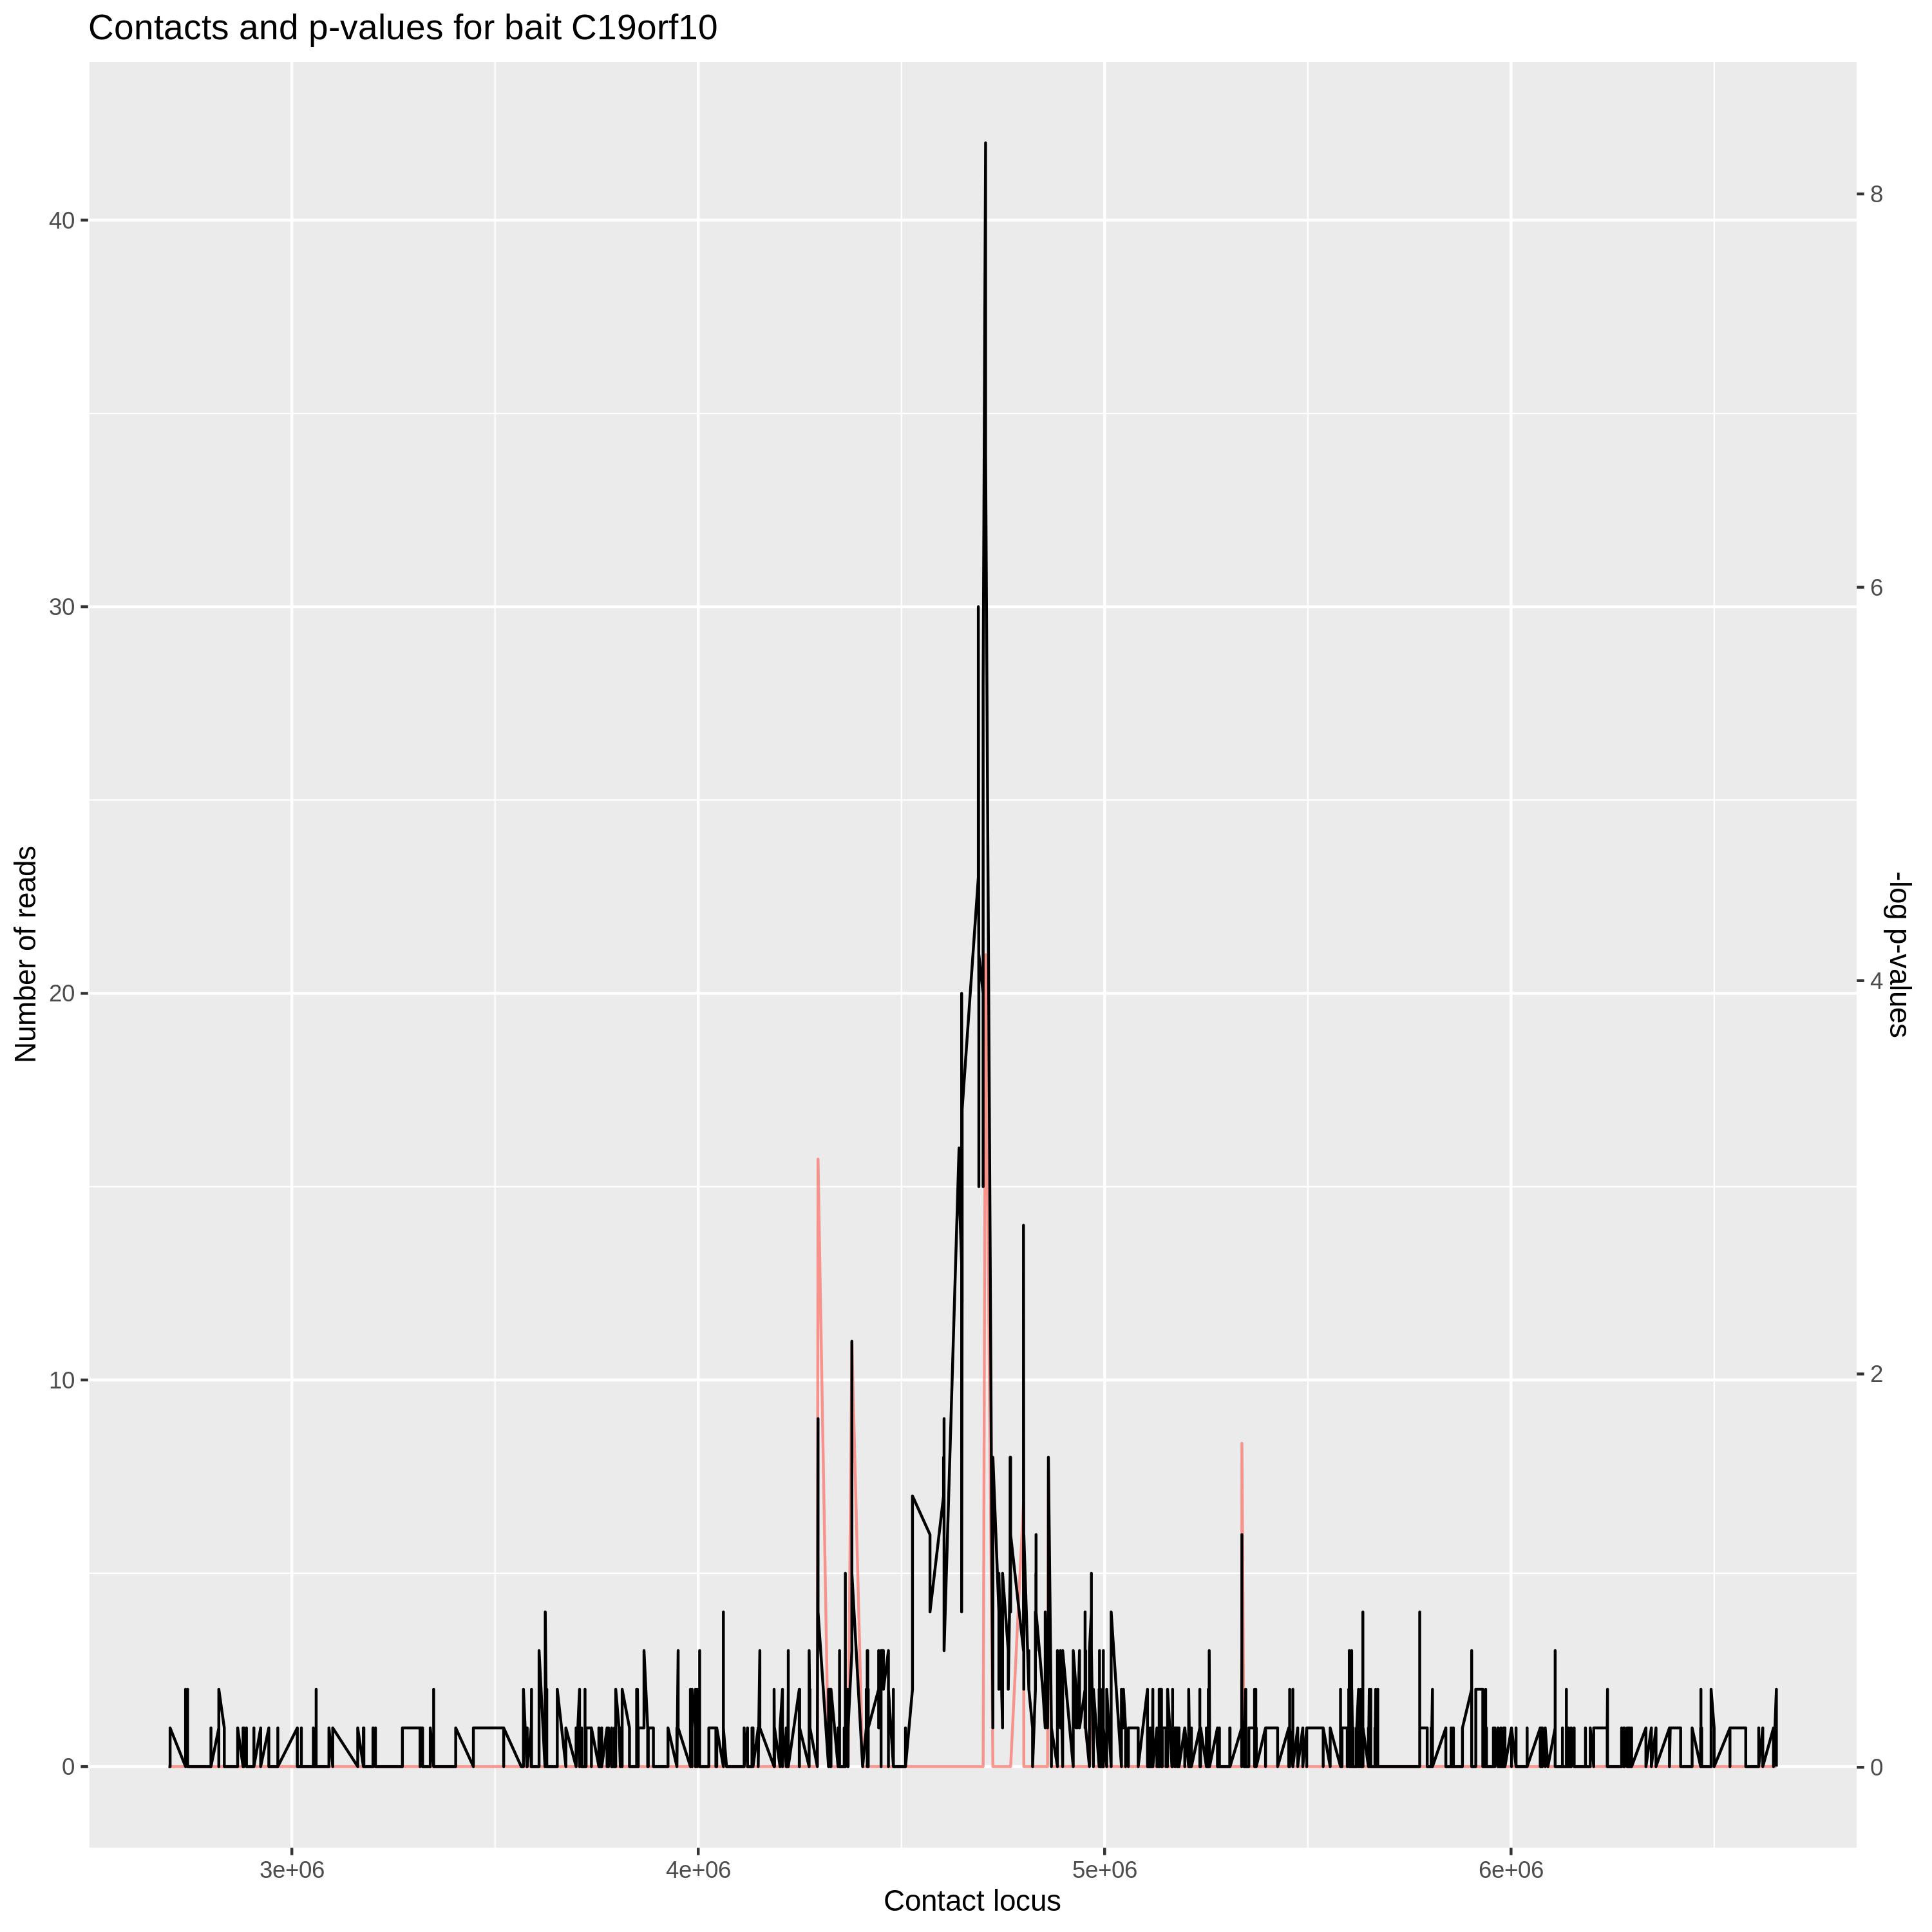 Contacts and p-values for bait C19orf10
Number of reads
40
30
20
10
0
8
6
4
2
0
-log p-values
3e+06 4e+06 5e+06 6e+06
Contact locus